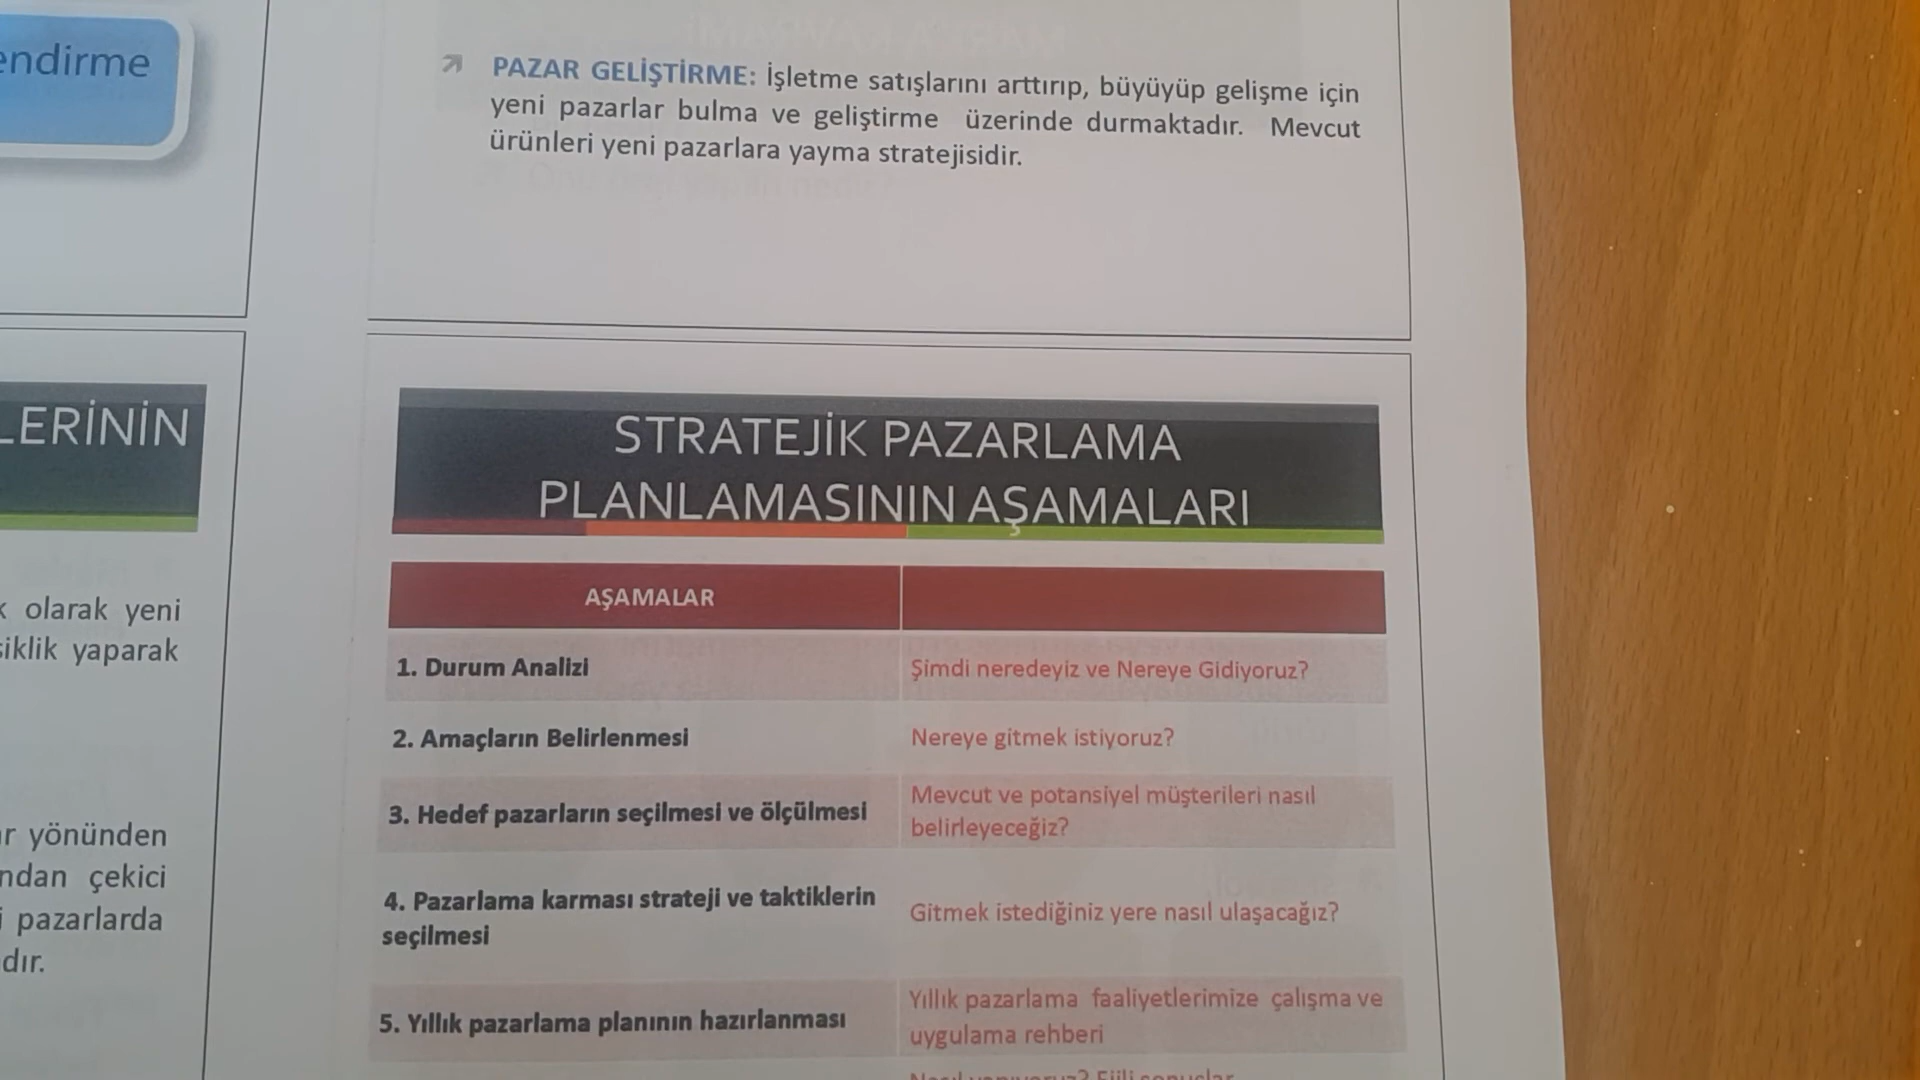 endirme
PAZAR GELİŞTİRME: İşletme satışlarını arttırıp, büyüyüp gelişme için
yeni pazarlar bulma ve geliştirme üzerinde durmaktadır. Mevcut
ürünleri yeni pazarlara yayma stratejisidir.
LERİNİN
olarak yeni
siklik yaparak
yönünden
ndan çekici
pazarlarda
dır.
STRATEJİK PAZARLAMA
PLANLAMASININ AŞAMALARI
AŞAMALAR
1. Durum Analizi
Şimdi neredeyiz ve Nereye Gidiyoruz?
2. Amaçların Belirlenmesi
Nereye gitmek istiyoruz?
3. Hedef pazarların seçilmesi ve ölçülmesi
Mevcut ve potansiyel müşterileri nasıl
belirleyeceğiz?
4. Pazarlama karması strateji ve taktiklerin
seçilmesi
Gitmek istediğiniz yere nasıl ulaşacağız?
5. Yıllık pazarlama planının hazırlanması
Yıllık pazarlama faaliyetlerimize çalışma ve
uygulama rehberi